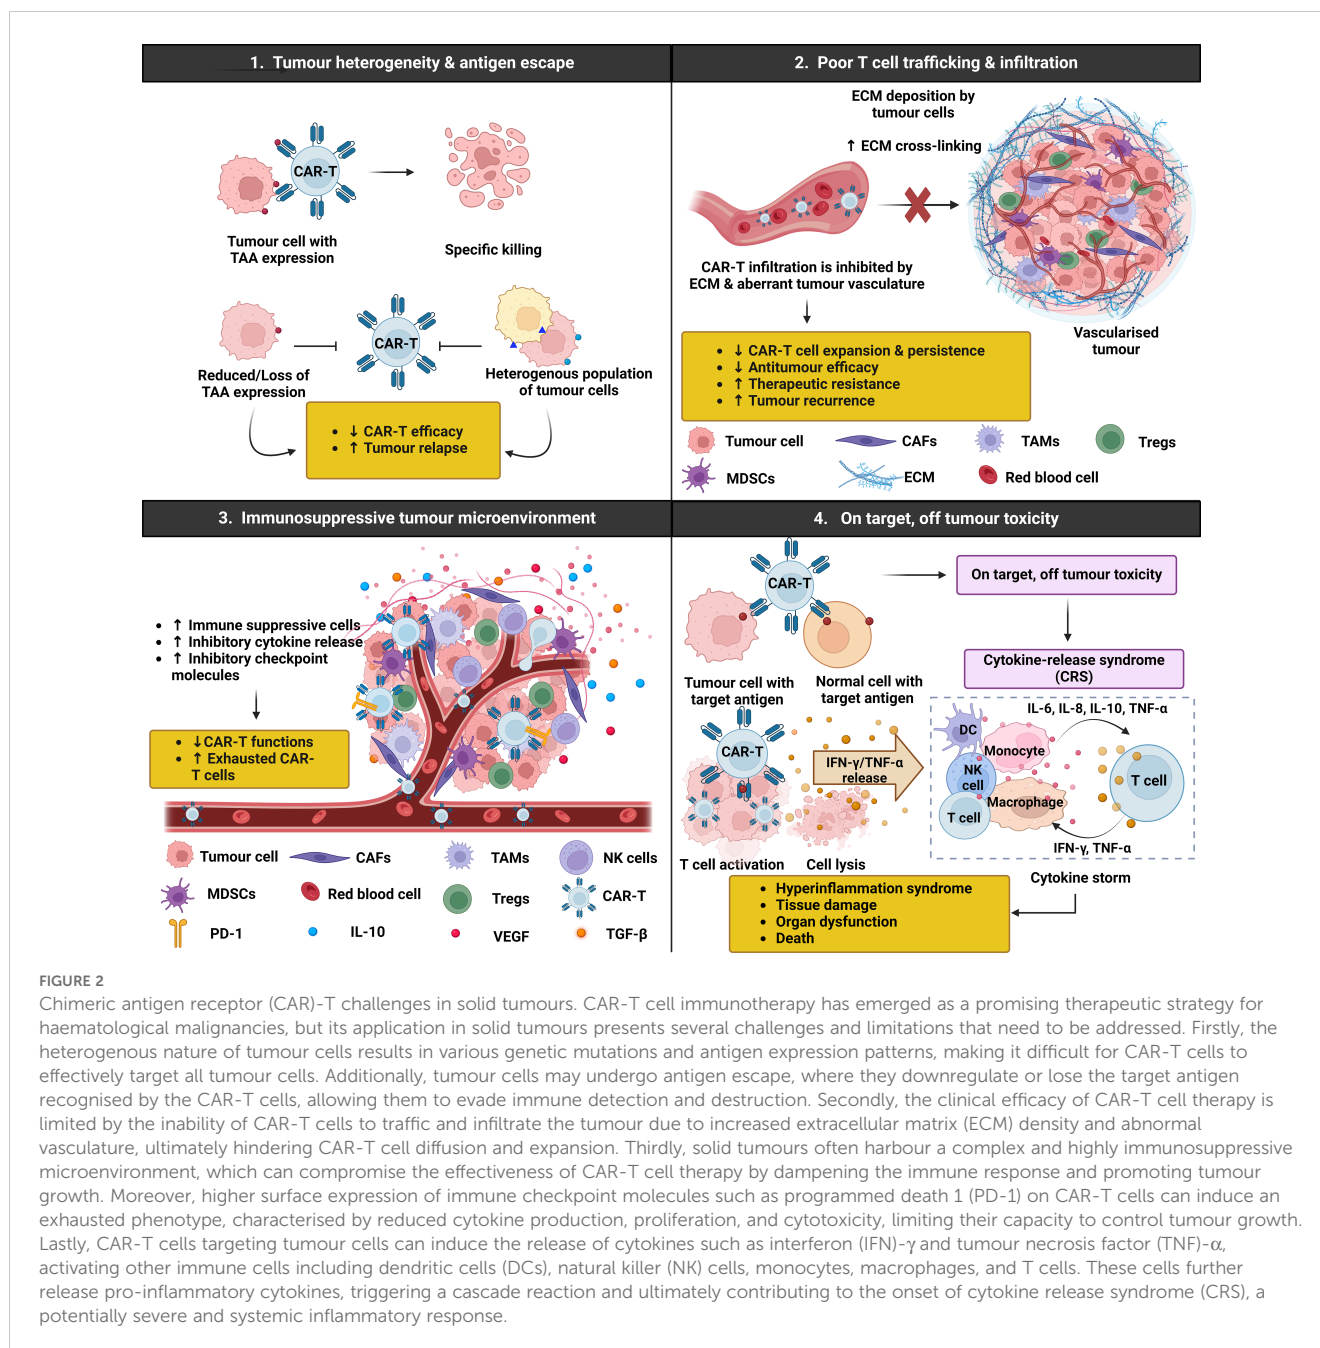 1. Tumour heterogeneity & antigen escape
CAR-T
Tumour cell with
TAA expression
Specific killing
CAR-T
Reduced/Loss of
TAA expression
Heterogenous population
of tumour cells
• ↓ CAR-T efficacy
• ↑ Tumour relapse
2. Poor T cell trafficking & infiltration
ECM deposition by
tumour cells
↑ ECM cross-linking
CAR-T infiltration is inhibited by
ECM & aberrant tumour vasculature
Vascularised
tumour
• ↓ CAR-T cell expansion & persistence
• ↓ Antitumour efficacy
• ↑ Therapeutic resistance
• ↑ Tumour recurrence
Tumour cell
CAFs
TAMs
Tregs
MDSCs
ECM
Red blood cell
3. Immunosuppressive tumour microenvironment
• ↑ Immune suppressive cells
• ↑ Inhibitory cytokine release
• ↑ Inhibitory checkpoint
molecules
• ↓CAR-T functions
• ↑ Exhausted CAR-
T cells
Tumour cell
CAFs
TAMs
NK cells
MDSCs
Red blood cell
Tregs
CAR-T
PD-1
IL-10
VEGF
TGF-β
4. On target, off tumour toxicity
CAR-T
On target, off tumour toxicity
Tumour cell with
target antigen
Normal cell with
target antigen
Cytokine-release syndrome
(CRS)
CAR-T
IFN-γ/TNF-α
release
T cell activation
Cell lysis
IL-6, IL-8, IL-10, TNF-α
DC
Monocyte
NK
cell
Macrophage
T cell
T cell
IFN-γ, TNF-α
Cytokine storm
• Hyperinflammation syndrome
• Tissue damage
• Organ dysfunction
• Death
FIGURE 2
Chimeric antigen receptor (CAR)-T challenges in solid tumours. CAR-T cell immunotherapy has emerged as a promising therapeutic strategy for
haematological malignancies, but its application in solid tumours presents several challenges and limitations that need to be addressed. Firstly, the
heterogenous nature of tumour cells results in various genetic mutations and antigen expression patterns, making it difficult for CAR-T cells to
effectively target all tumour cells. Additionally, tumour cells may undergo antigen escape, where they downregulate or lose the target antigen
recognised by the CAR-T cells, allowing them to evade immune detection and destruction. Secondly, the clinical efficacy of CAR-T cell therapy is
limited by the inability of CAR-T cells to traffic and infiltrate the tumour due to increased extracellular matrix (ECM) density and abnormal
vasculature, ultimately hindering CAR-T cell diffusion and expansion. Thirdly, solid tumours often harbour a complex and highly immunosuppressive
microenvironment, which can compromise the effectiveness of CAR-T cell therapy by dampening the immune response and promoting tumour
growth. Moreover, higher surface expression of immune checkpoint molecules such as programmed death 1 (PD-1) on CAR-T cells can induce an
exhausted phenotype, characterised by reduced cytokine production, proliferation, and cytotoxicity, limiting their capacity to control tumour growth.
Lastly, CAR-T cells targeting tumour cells can induce the release of cytokines such as interferon (IFN)-γ and tumour necrosis factor (TNF)-α,
activating other immune cells including dendritic cells (DCs), natural killer (NK) cells, monocytes, macrophages, and T cells. These cells further
release pro-inflammatory cytokines, triggering a cascade reaction and ultimately contributing to the onset of cytokine release syndrome (CRS), a
potentially severe and systemic inflammatory response.